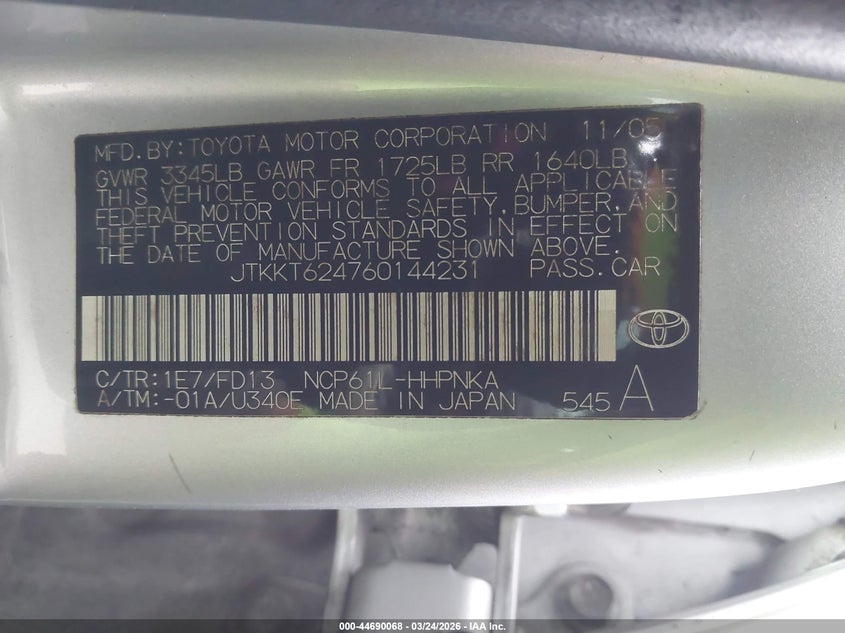 MFD.BY:TOYOTA MOTOR CORPORATION 11/05
GVWR 3345LB GAWR FR 1725LB RR 1640LB
THIS VEHICLE CONFORMS TO ALL APPLICABLE
FEDERAL MOTOR VEHICLE SAFETY,BUMPER,AND
THEFT PREVENTION STANDARDS IN EFFECT ON
THE DATE OF MANUFACTURE SHOWN ABOVE.
JTKKT624760144231 PASS.CAR
C/TR:1E7/FD13 NCP61L-HHPNKA
A/TM:-01A/U340E MADE IN JAPAN 545 A
000-44690068 - 03/24/2026 - IAA Inc.